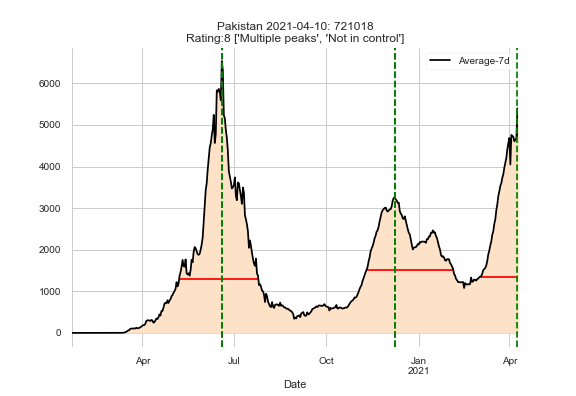 Pakistan 2021-04-10: 721018
Rating:8 ['Multiple peaks', 'Not in control']
Average-7d
6000
5000
4000
3000
2000
1000
0
Apr
Jul
Oct
Jan
2021
Apr
Date